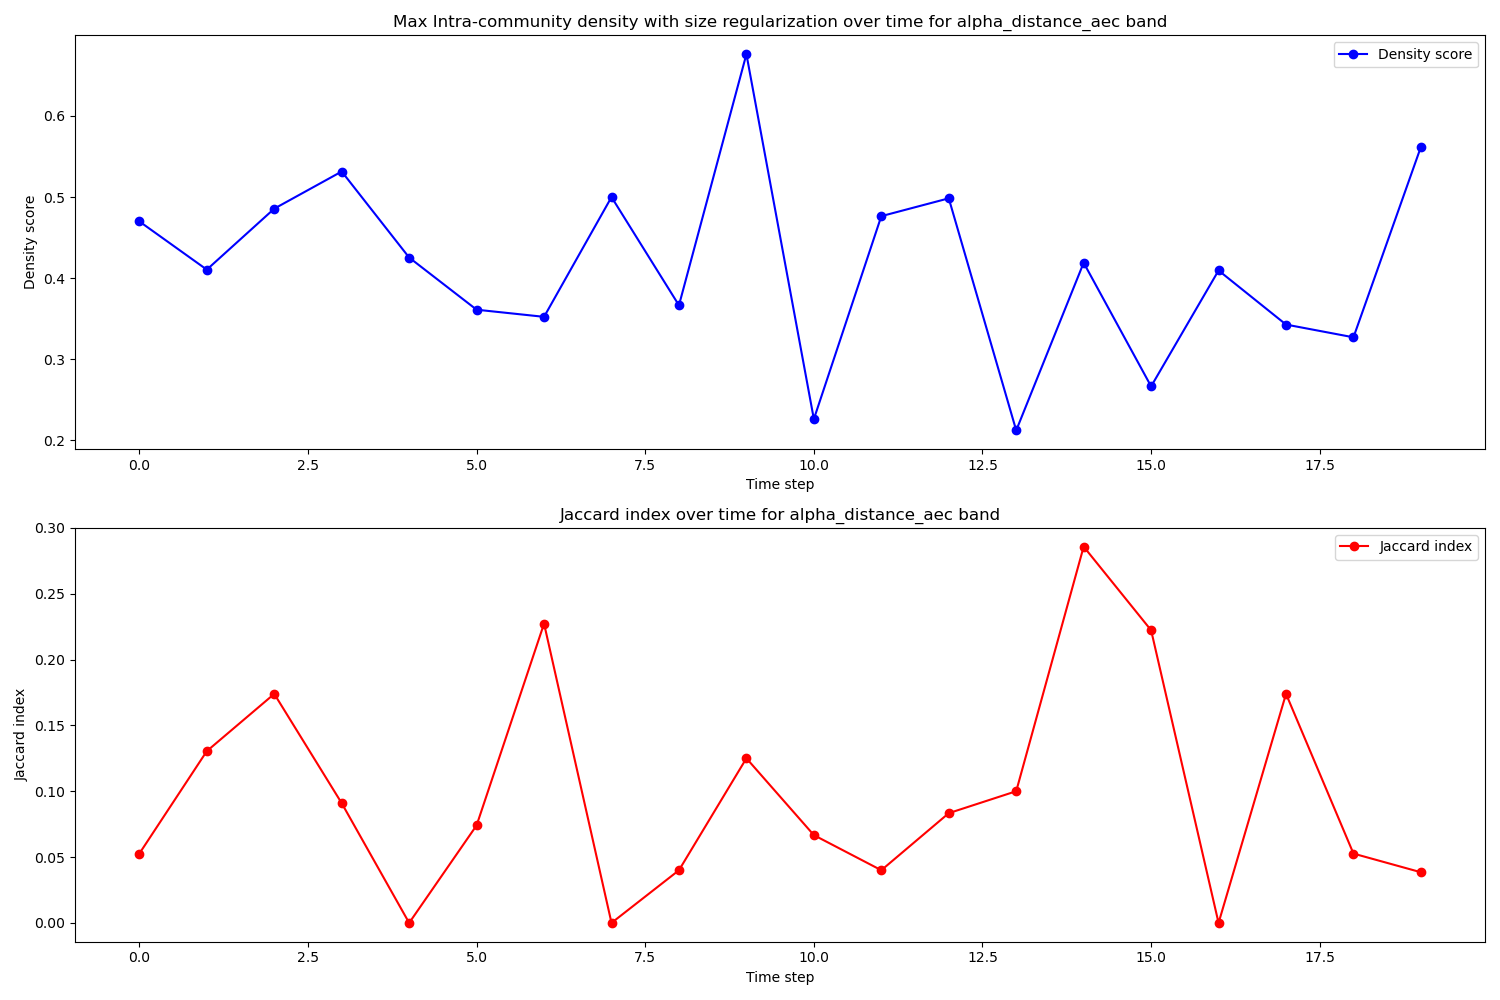 Max Intra-community density with size regularization over time for alpha_distance_aec band
Density score
Density score
0.6
0.5
0.4
0.3
0.2
0.0 2.5 5.0 7.5 10.0 12.5 15.0 17.5
Time step
Jaccard index over time for alpha_distance_aec band
Jaccard index
Jaccard index
0.30
0.25
0.20
0.15
0.10
0.05
0.00
0.0 2.5 5.0 7.5 10.0 12.5 15.0 17.5
Time step